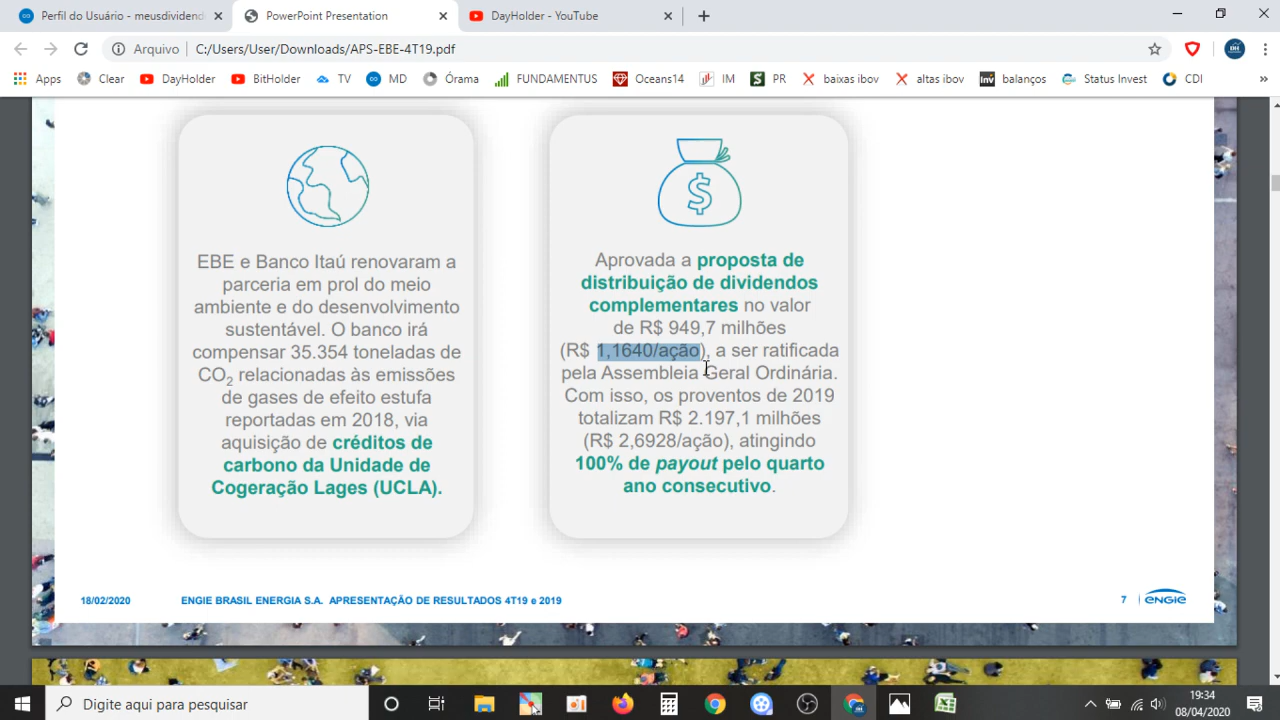 Perfil do Usuário - meusdividend
PowerPoint Presentation
DayHolder - YouTube
Arquivo
C:/Users/User/Downloads/APS-EBE-4T19.pdf
Apps
Clear
DayHolder
BitHolder
TV
MD
Órama
FUNDAMENTUS
Oceans14
IM
PR
baixas ibov
altas ibov
Inv
balanços
Status Invest
CDI
»
EBE e Banco Itaú renovaram a
parceria em prol do meio
ambiente e do desenvolvimento
sustentável. O banco irá
compensar 35.354 toneladas de
CO2 relacionadas às emissões
de gases de efeito estufa
reportadas em 2018, via
aquisição de créditos de
carbono da Unidade de
Cogeração Lages (UCLA).
$
Aprovada a proposta de
distribuição de dividendos
complementares no valor
de R$ 949,7 milhões
(R$ 1,1640/ação), a ser ratificada
pela Assembleia Geral Ordinária.
Com isso, os proventos de 2019
totalizam R$ 2.197,1 milhões
(R$ 2,6928/ação), atingindo
100% de payout pelo quarto
ano consecutivo.
18/02/2020
ENGIE BRASIL ENERGIA S.A. APRESENTAÇÃO DE RESULTADOS 4T19 e 2019
7
ENGIE
Digite aqui para pesquisar
19:34
08/04/2020